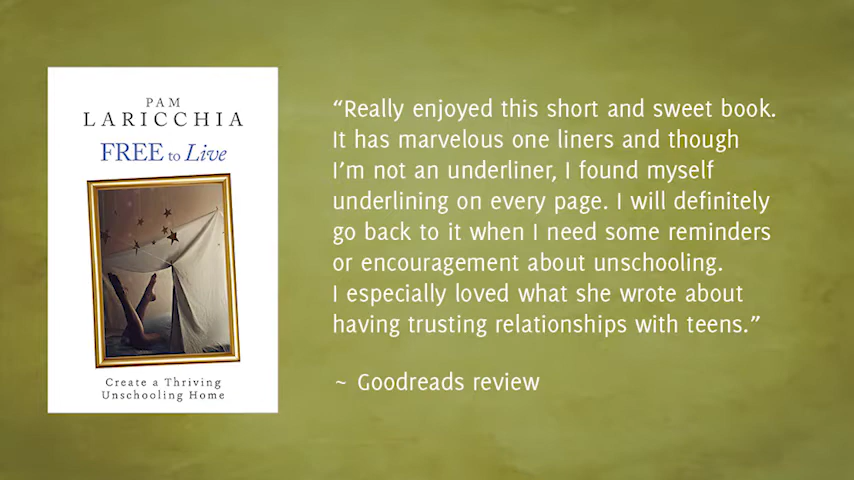 PAM
LARICCHIA
FREE to Live
Create a Thriving
Unschooling Home
“Really enjoyed this short and sweet book.
It has marvelous one liners and though
I’m not an underliner, I found myself
underlining on every page. I will definitely
go back to it when I need some reminders
or encouragement about unschooling.
I especially loved what she wrote about
having trusting relationships with teens.”
~ Goodreads review